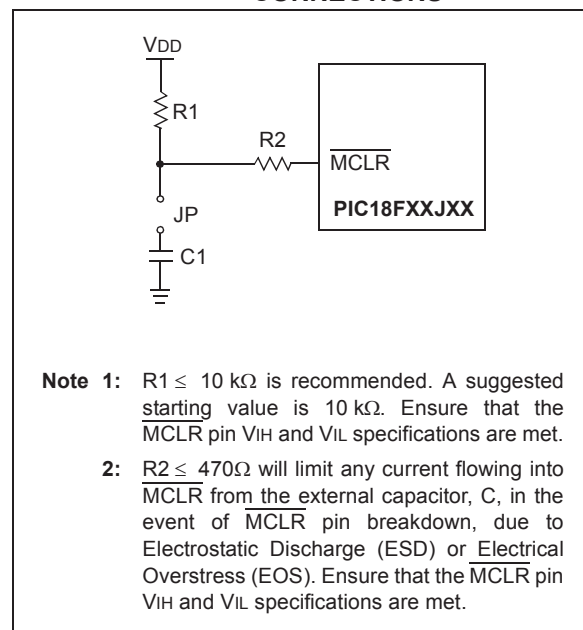 VDD
R1
R2
MCLR
PIC18FXXJXX
JP
C1
Note 1: R1 ≤ 10 kΩ is recommended. A suggested
starting value is 10 kΩ. Ensure that the
MCLR pin VIH and VIL specifications are met.
2: R2 ≤ 470Ω will limit any current flowing into
MCLR from the external capacitor, C, in the
event of MCLR pin breakdown, due to
Electrostatic Discharge (ESD) or Electrical
Overstress (EOS). Ensure that the MCLR pin
VIH and VIL specifications are met.